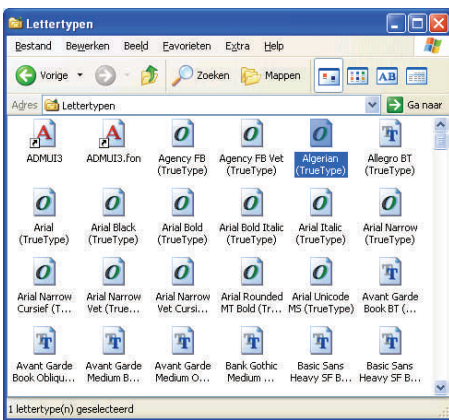 Lettertypen
Bestand Bewerken Beeld Favorieten Extra Help
Vorige Zoeken Mappen
Adres Lettertypen Ga naar
ADMUI3 ADMUI3.fon Agency FB (TrueType) Agency FB Vet (TrueType) Algerian (TrueType) Allegro BT (TrueType)
Arial (TrueType) Arial Black (TrueType) Arial Bold (TrueType) Arial Bold Italic (TrueType) Arial Italic (TrueType) Arial Narrow (TrueType)
Arial Narrow Cursief (T... Arial Narrow Vet (True... Arial Narrow Vet Cursi... Arial Rounded MT Bold (Tr... Arial Unicode MS (TrueType) Avant Garde Book BT (...
Avant Garde Book Obliqu... Avant Garde Medium B... Avant Garde Medium O... Bank Gothic Medium ... Basic Sans Heavy SF B... Basic Sans Heavy SF B...
1 lettertype(n) geselecteerd